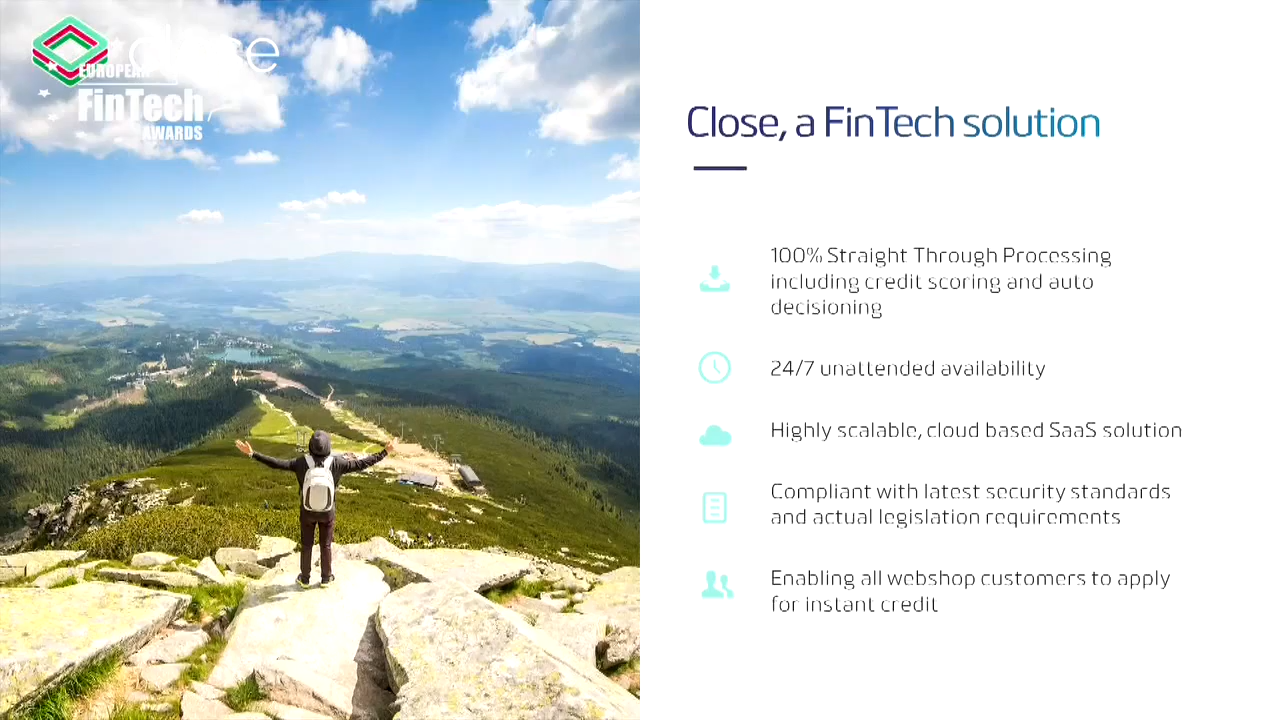 close
EUROPEAN
FinTech
AWARDS
Close, a FinTech solution
100% Straight Through Processing
including credit scoring and auto
decisioning
24/7 unattended availability
Highly scalable, cloud based SaaS solution
Compliant with latest security standards
and actual legislation requirements
Enabling all webshop customers to apply
for instant credit